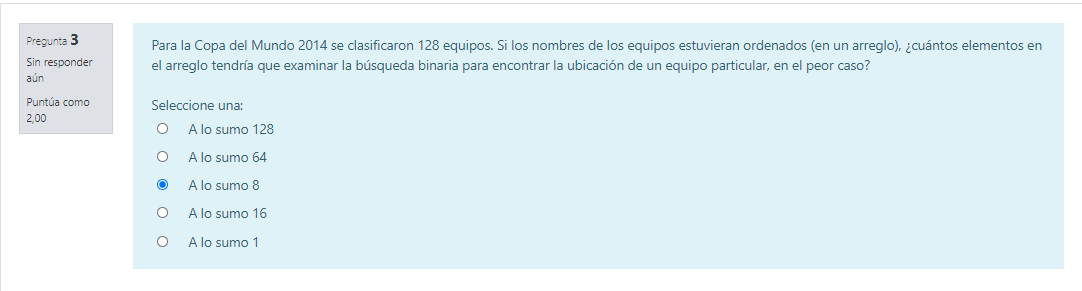 Pregunta 3
Sin responder
aún
Puntúa como
2,00
Para la Copa del Mundo 2014 se clasificaron 128 equipos. Si los nombres de los equipos estuvieran ordenados (en un arreglo), ¿cuántos elementos en
el arreglo tendría que examinar la búsqueda binaria para encontrar la ubicación de un equipo particular, en el peor caso?
Seleccione una:
A lo sumo 128
A lo sumo 64
A lo sumo 8
A lo sumo 16
A lo sumo 1